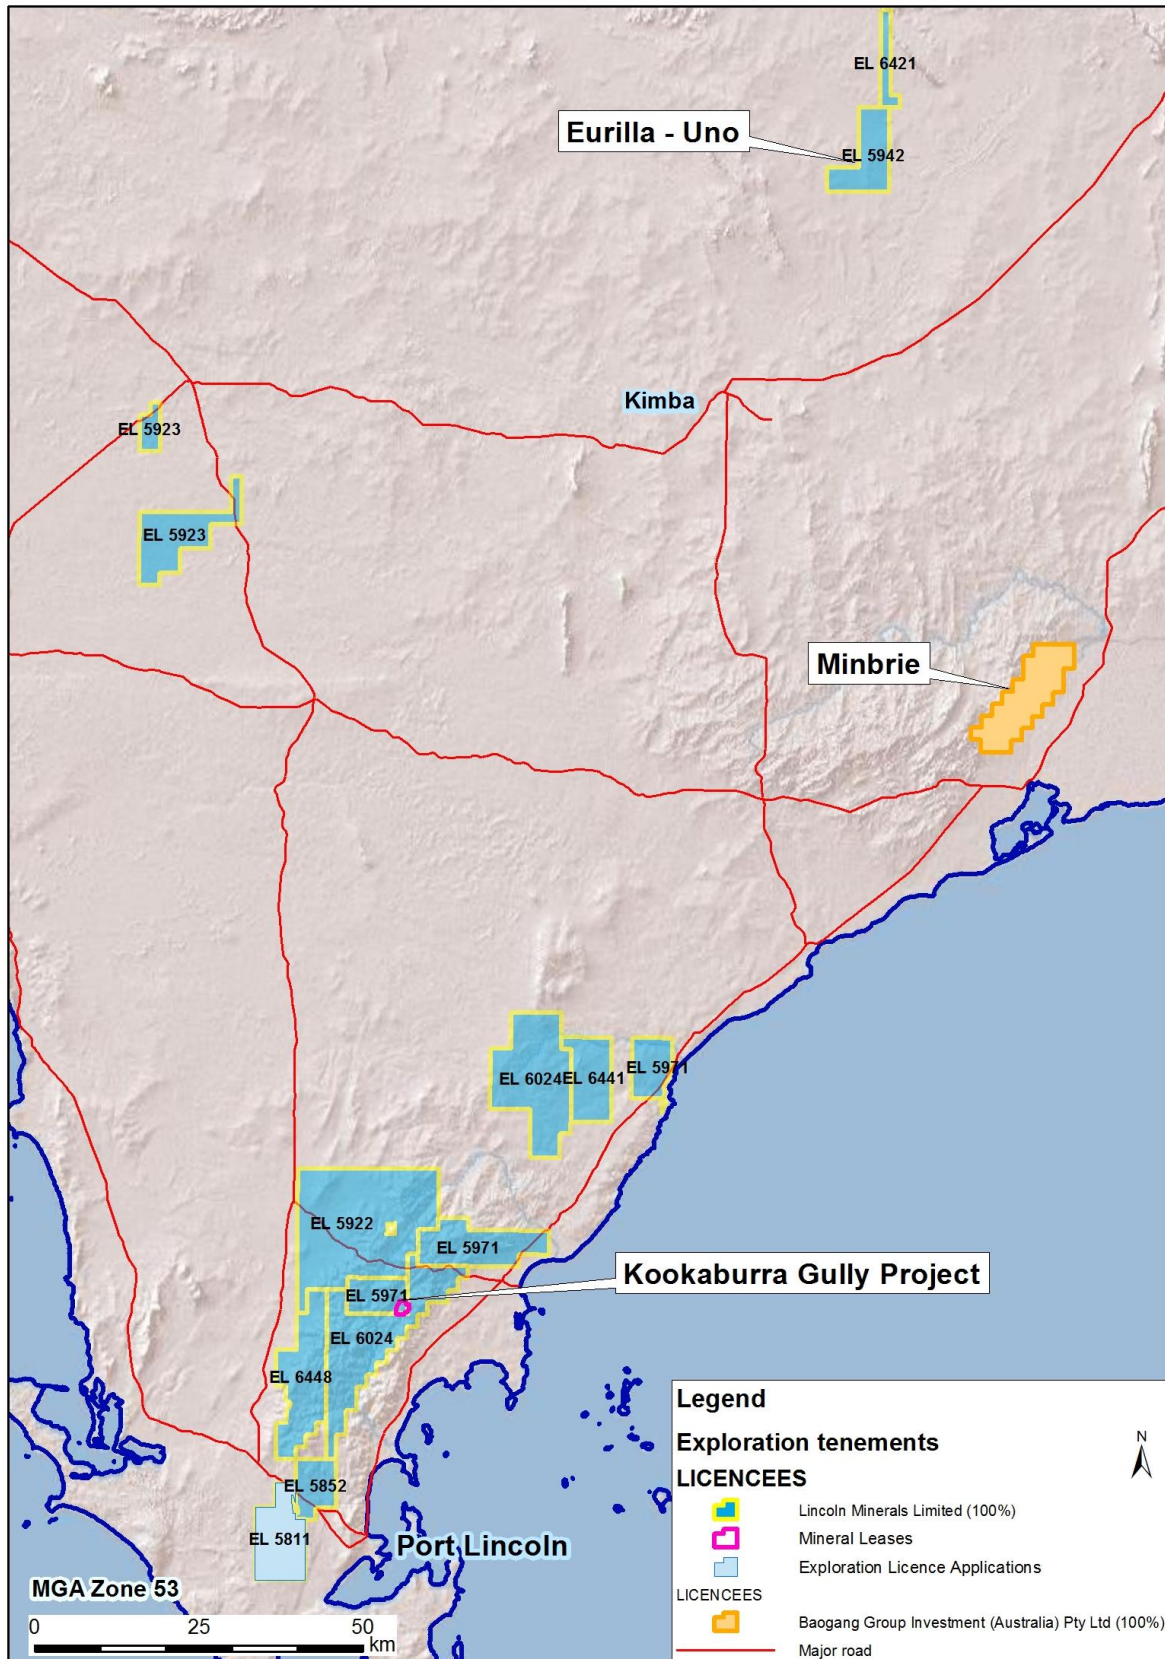 EL 6421
Eurilla - Uno
EL 5942
Kimba
EL 5923
EL 5923
Minbrie
EL 6024
EL 6441
EL 5971
EL 5922
EL 5971
Kookaburra Gully Project
EL 5971
EL 6024
EL 6448
EL 5852
EL 5811
Port Lincoln
MGA Zone 53
0 25 50
km
Legend
Exploration tenements
N
LICENCEES
Lincoln Minerals Limited (100%)
Mineral Leases
Exploration Licence Applications
LICENCEES
Baogang Group Investment (Australia) Pty Ltd (100%)
Major road